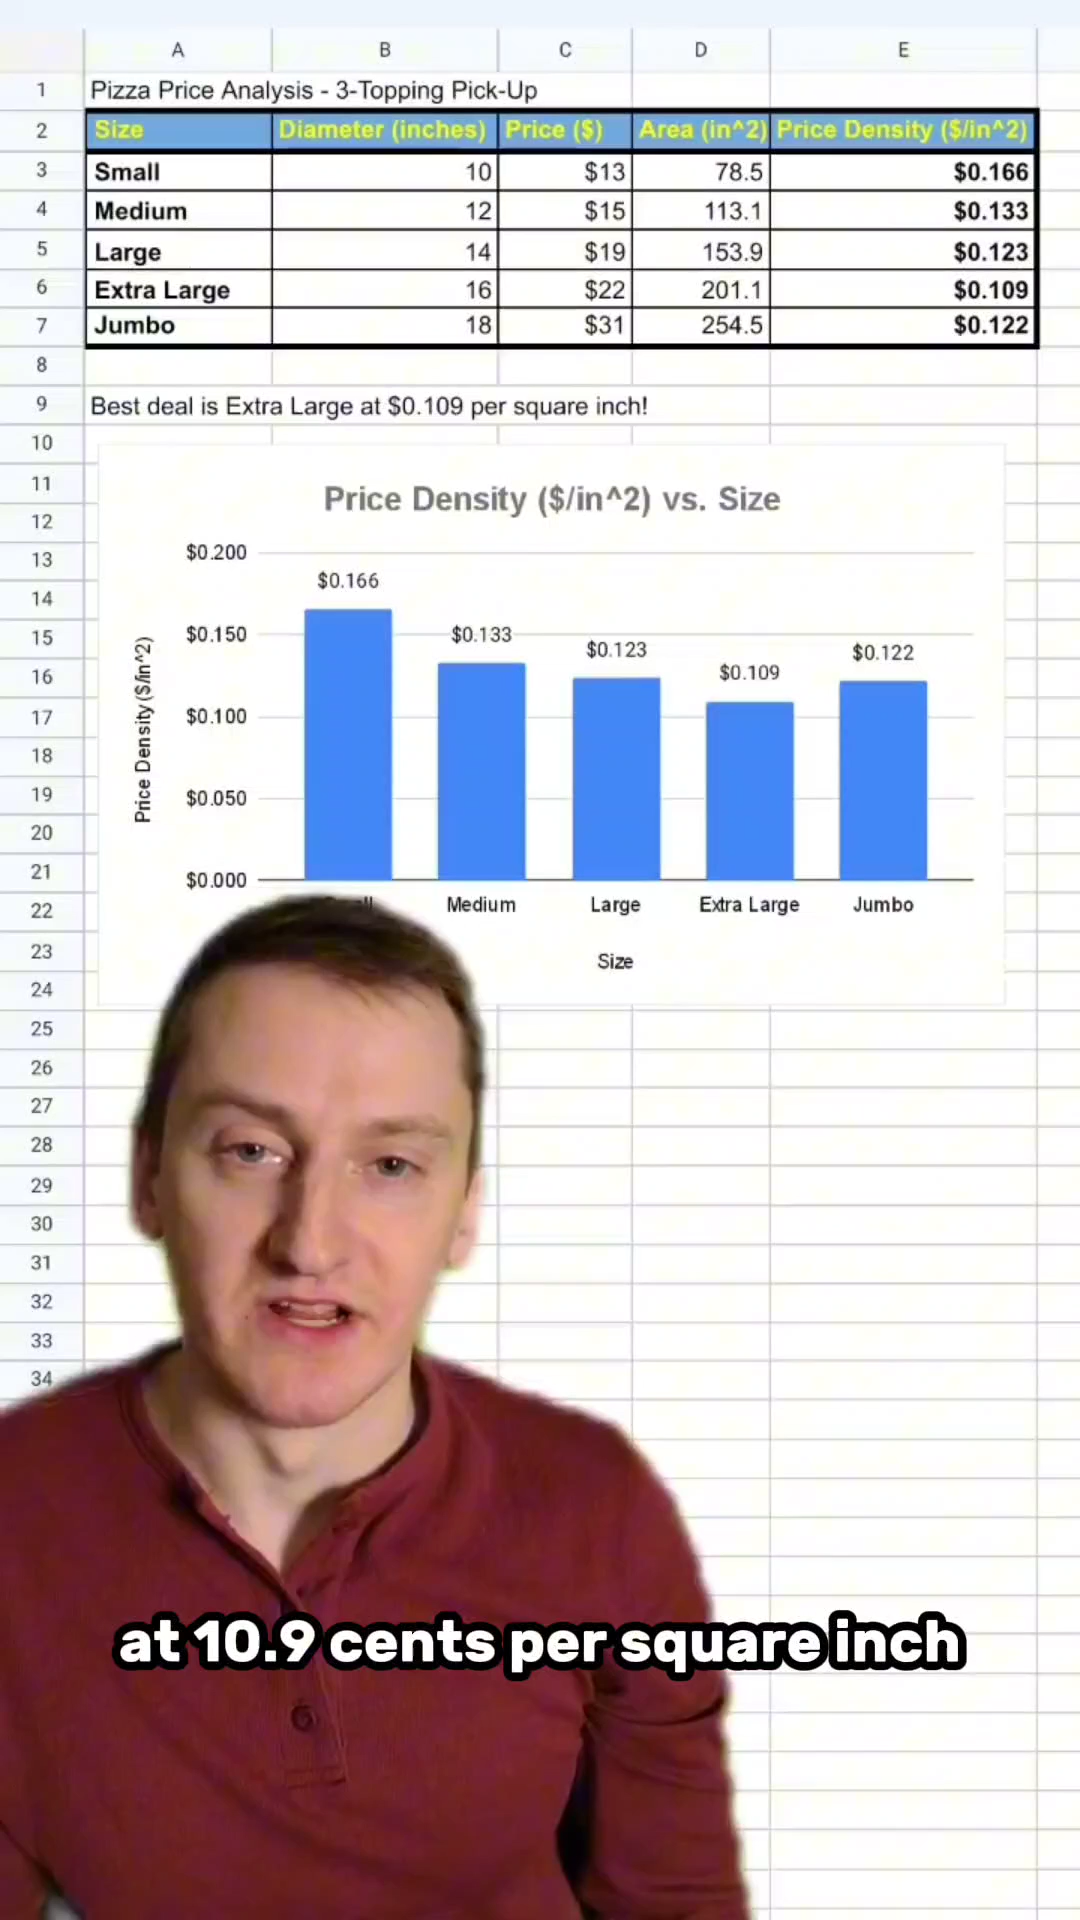 A B C D E
1 Pizza Price Analysis - 3-Topping Pick-Up
2 Size Diameter (inches) Price ($) Area (in^2) Price Density ($/in^2)
3 Small 10 $13 78.5 $0.166
4 Medium 12 $15 113.1 $0.133
5 Large 14 $19 153.9 $0.123
6 Extra Large 16 $22 201.1 $0.109
7 Jumbo 18 $31 254.5 $0.122
8
9 Best deal is Extra Large at $0.109 per square inch!
10
11
12
13
14
15
16
17
18
19
20
21
22
23
24
25
26
27
28
29
30
31
32
33
34
Price Density ($/in^2) vs. Size
Price Density ($/in^2)
$0.200
$0.150
$0.100
$0.050
$0.000
$0.166
$0.133
$0.123
$0.109
$0.122
Small Medium Large Extra Large Jumbo
Size
at 10.9 cents per square inch